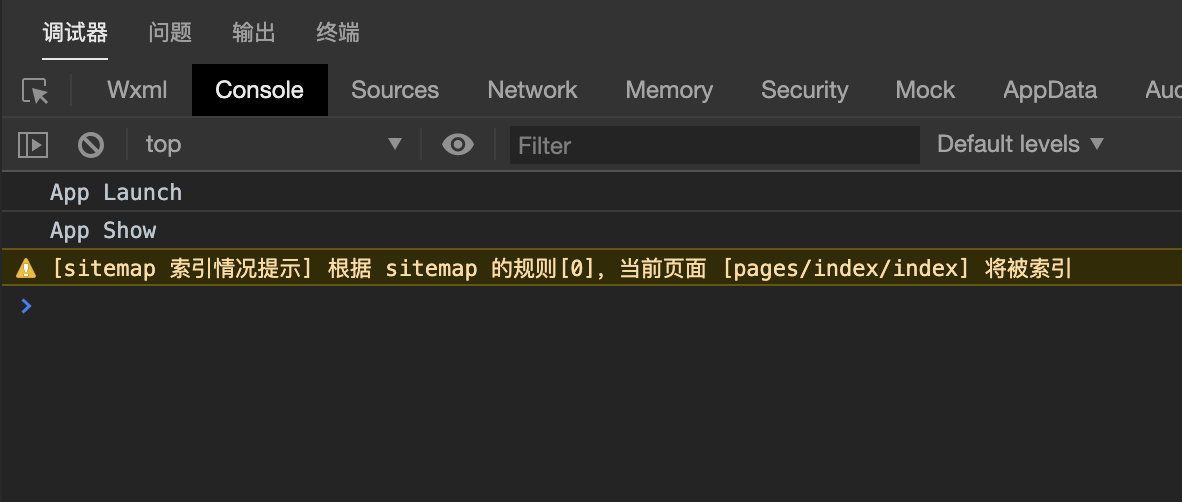 调试器 问题 输出 终端
Wxml Console Sources Network Memory Security Mock AppData
top Filter Default levels
App Launch
App Show
[sitemap 索引情况提示] 根据 sitemap 的规则[0]，当前页面 [pages/index/index] 将被索引